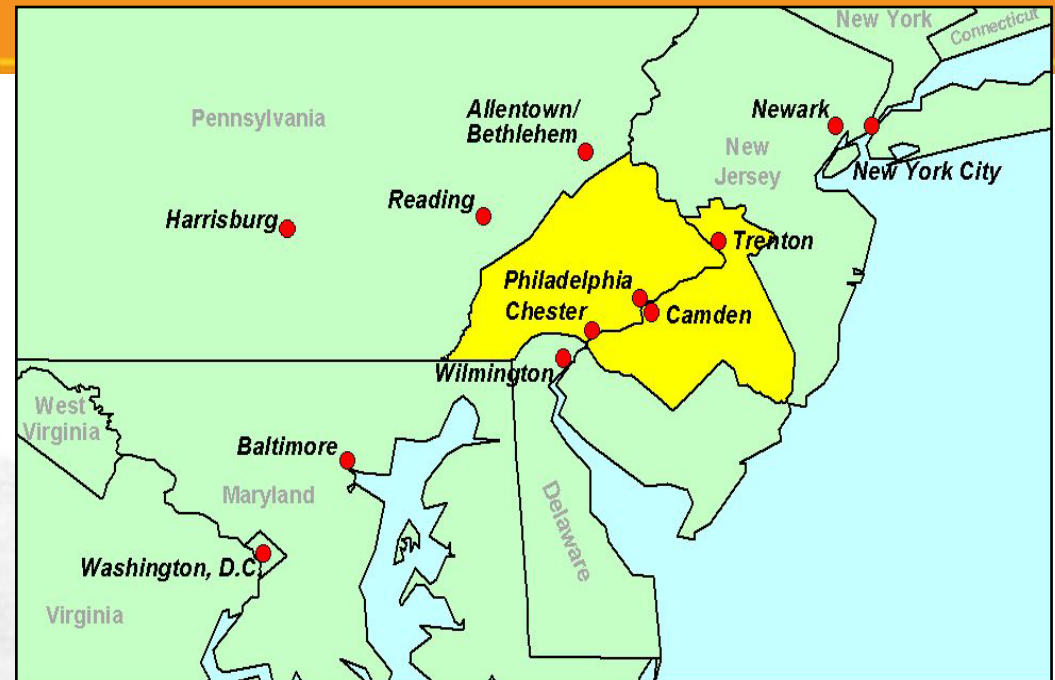 New York
Connecticut
Pennsylvania
Allentown/
Bethlehem
Newark
New
Jersey
New York City
Reading
Harrisburg
Trenton
Philadelphia
Chester
Camden
Wilmington
West
Virginia
Baltimore
Maryland
Delaware
Washington, D.C
Virginia